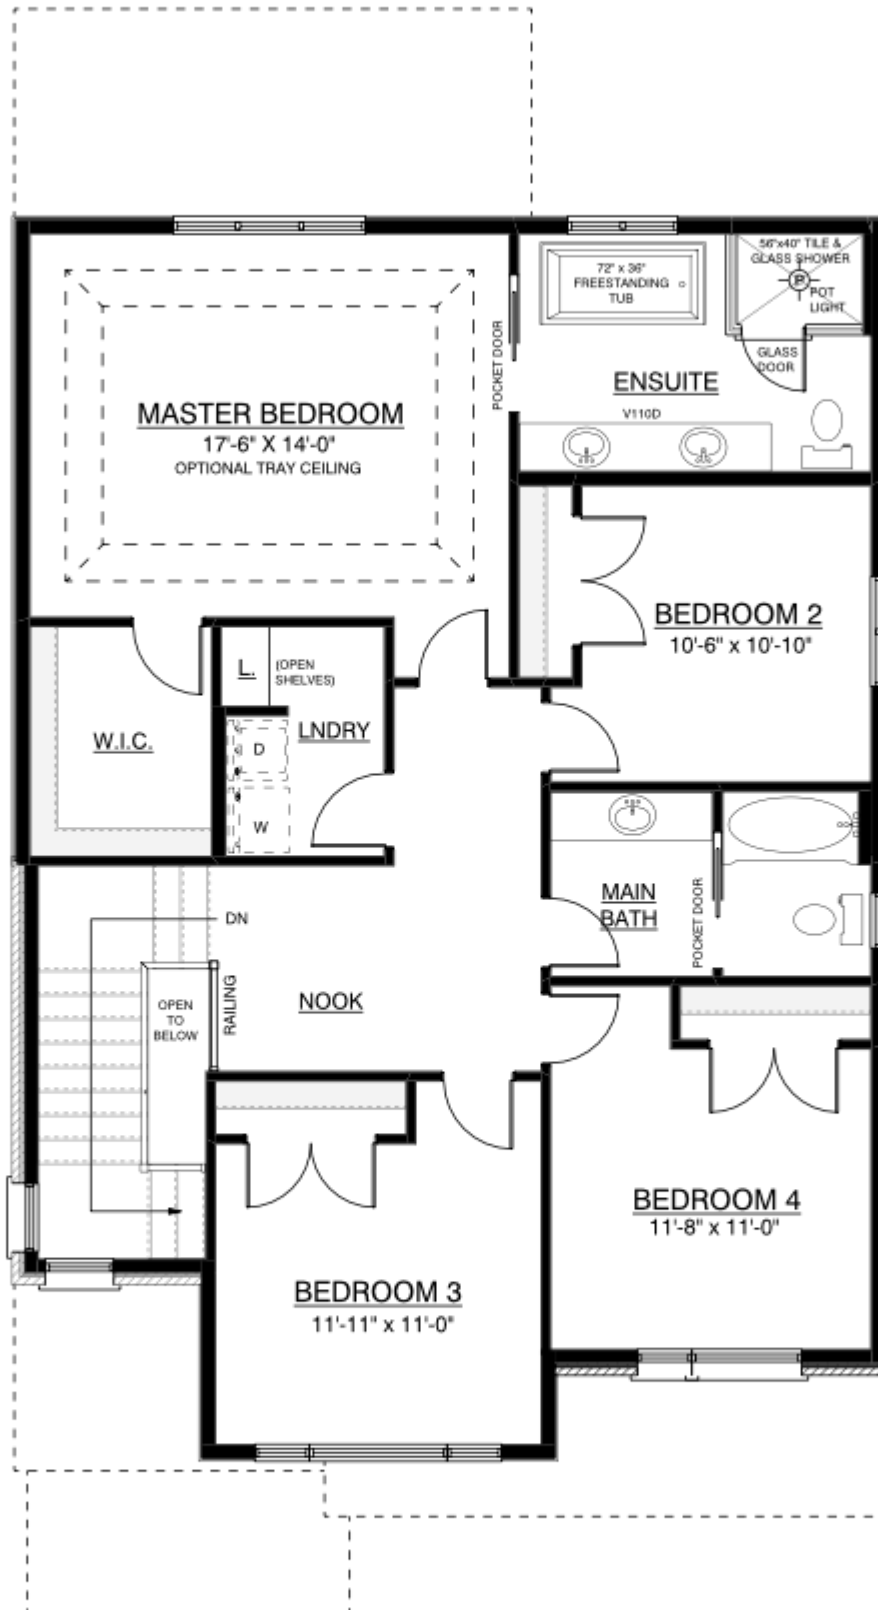 56"x40" TILE &
GLASS SHOWER
POT
LIGHT
72" x 36"
FREESTANDING
TUB
GLASS
DOOR
POCKET DOOR
ENSUITE
V110D
MASTER BEDROOM
17'-6" X 14'-0"
OPTIONAL TRAY CEILING
BEDROOM 2
10'-6" x 10'-10"
L.
(OPEN
SHELVES)
W.I.C.
LNDRY
D
W
MAIN
BATH
POCKET DOOR
DN
OPEN
TO
BELOW
RAILING
NOOK
BEDROOM 4
11'-8" x 11'-0"
BEDROOM 3
11'-11" x 11'-0"